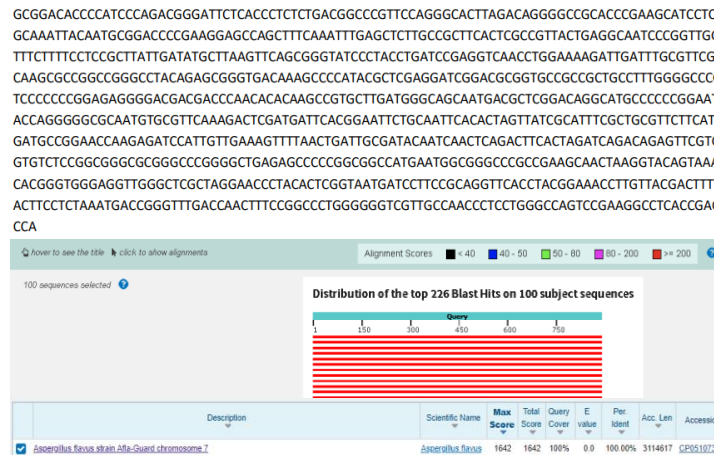 GCGGACACCCCATCCCAGACGGGATTCTCACCCTCTCTGACGGCCCGTTCCAGGGCACTTAGACAGGGGCCGCACCCGAAGCATCCTC
GCAAATTACAATGCGGACCCCGAAGGAGCCAGCTTTCAAATTTGAGCTCTTGCCGCTTCACTCGCCGTTACTGAGGCAATCCCGGTTGG
TTTCTTTTCCTCCGCTTATTGATATGCTTAAGTTCAGCGGGTATCCCTACCTGATCCGAGGTCAACCTGGAAAAGATTGATTTGCGTTCG
CAAGCGCCGGCCGGGCCTACAGAGCGGGTGACAAAGCCCCATACGCTCGAGGATCGGACGCGGTGCCGCCGCTGCCTTTGGGGCCC
TCCCCCCCGGAGAGGGGACGACGACCCAACACACAAGCCGTGCTTGATGGGCAGCAATGACGCTCGGACAGGCATGCCCCCCGGAAT
ACCAGGGGGCGCAATGTGCGTTCAAAGACTCGATGATTCACGGAATTCTGCAATTCACACTAGTTATCGCATTTCGCTGCGTTCTTCAT
GATGCCGGAACCAAGAGATCCATTGTTGAAAGTTTTAACTGATTGCGATACAATCAACTCAGACTTCACTAGATCAGACAGAGTTCGT
GTGTCTCCGGCGGGCGCGGGCCCGGGGCTGAGAGCCCCCGGCGGCCATGAATGGCGGGCCCGCCGAAGCAACTAAGGTACAGTAAA
CACGGGTGGGAGGTTGGGCTCGCTAGGAACCCTACACTCGGTAATGATCCTTCCGCAGGTTCACCTACGGAAACCTTGTTACGACTTT
ACTTCCTCTAAATGACCGGGTTTGACCAACTTTCCGGCCCTGGGGGGTCGTTGCCAACCCTCCTGGGCCAGTCCGAAGGCCTCACCGAG
CCA
hover to see the title click to show alignments
Alignment Scores < 40 40 - 50 50 - 80 80 - 200 >= 200 ?
100 sequences selected ?
Distribution of the top 226 Blast Hits on 100 subject sequences
Query
1 150 300 450 600 750
Description Scientific Name Max Score Total Score Query Cover E value Per. Ident Acc. Len Accessio
Aspergillus flavus strain Afla-Guard chromosome 7 Aspergillus flavus 1642 1642 100% 0.0 100.00% 3114617 CP051073